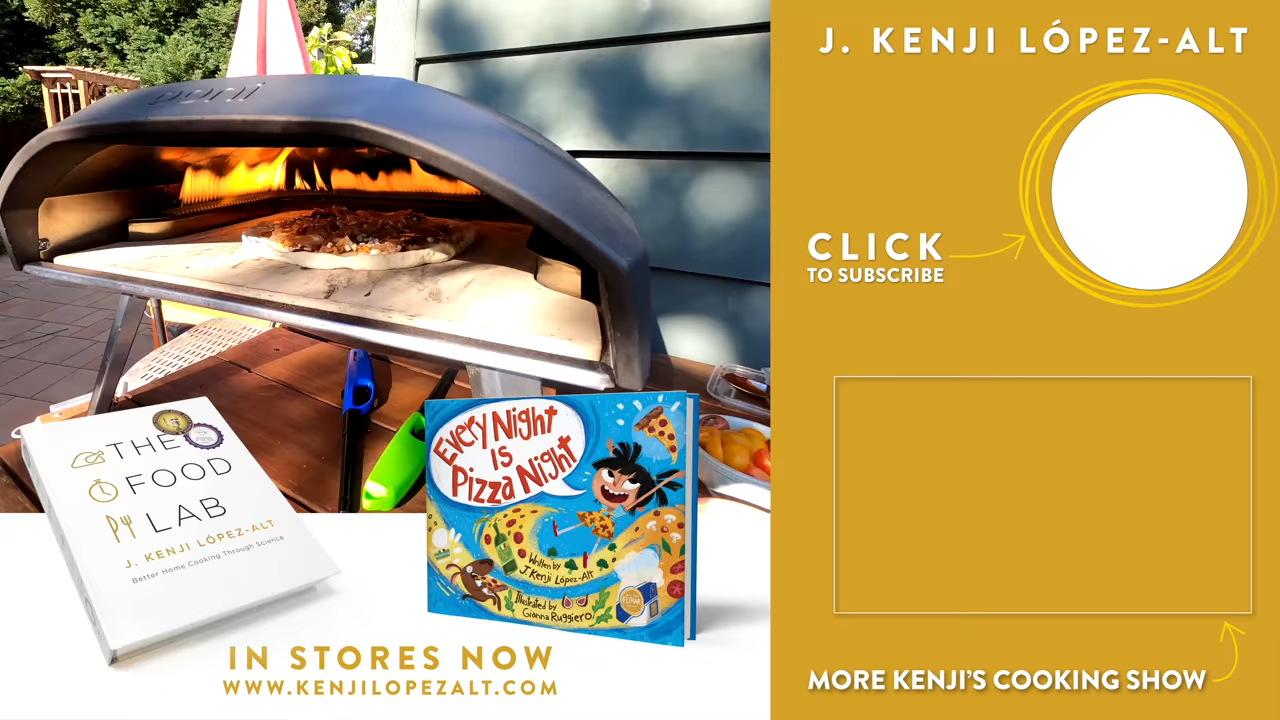 ooni
J. KENJI LÓPEZ-ALT
CLICK
TO SUBSCRIBE
THE
FOOD
LAB
J. KENJI LÓPEZ-ALT
Better Home Cooking Through Science
Every Night
is
Pizza Night
Written by
J. Kenji López-Alt
Illustrated by
Gianna Ruggiero
FLOUR
IN STORES NOW
WWW.KENJILOPEZALT.COM
MORE KENJI'S COOKING SHOW